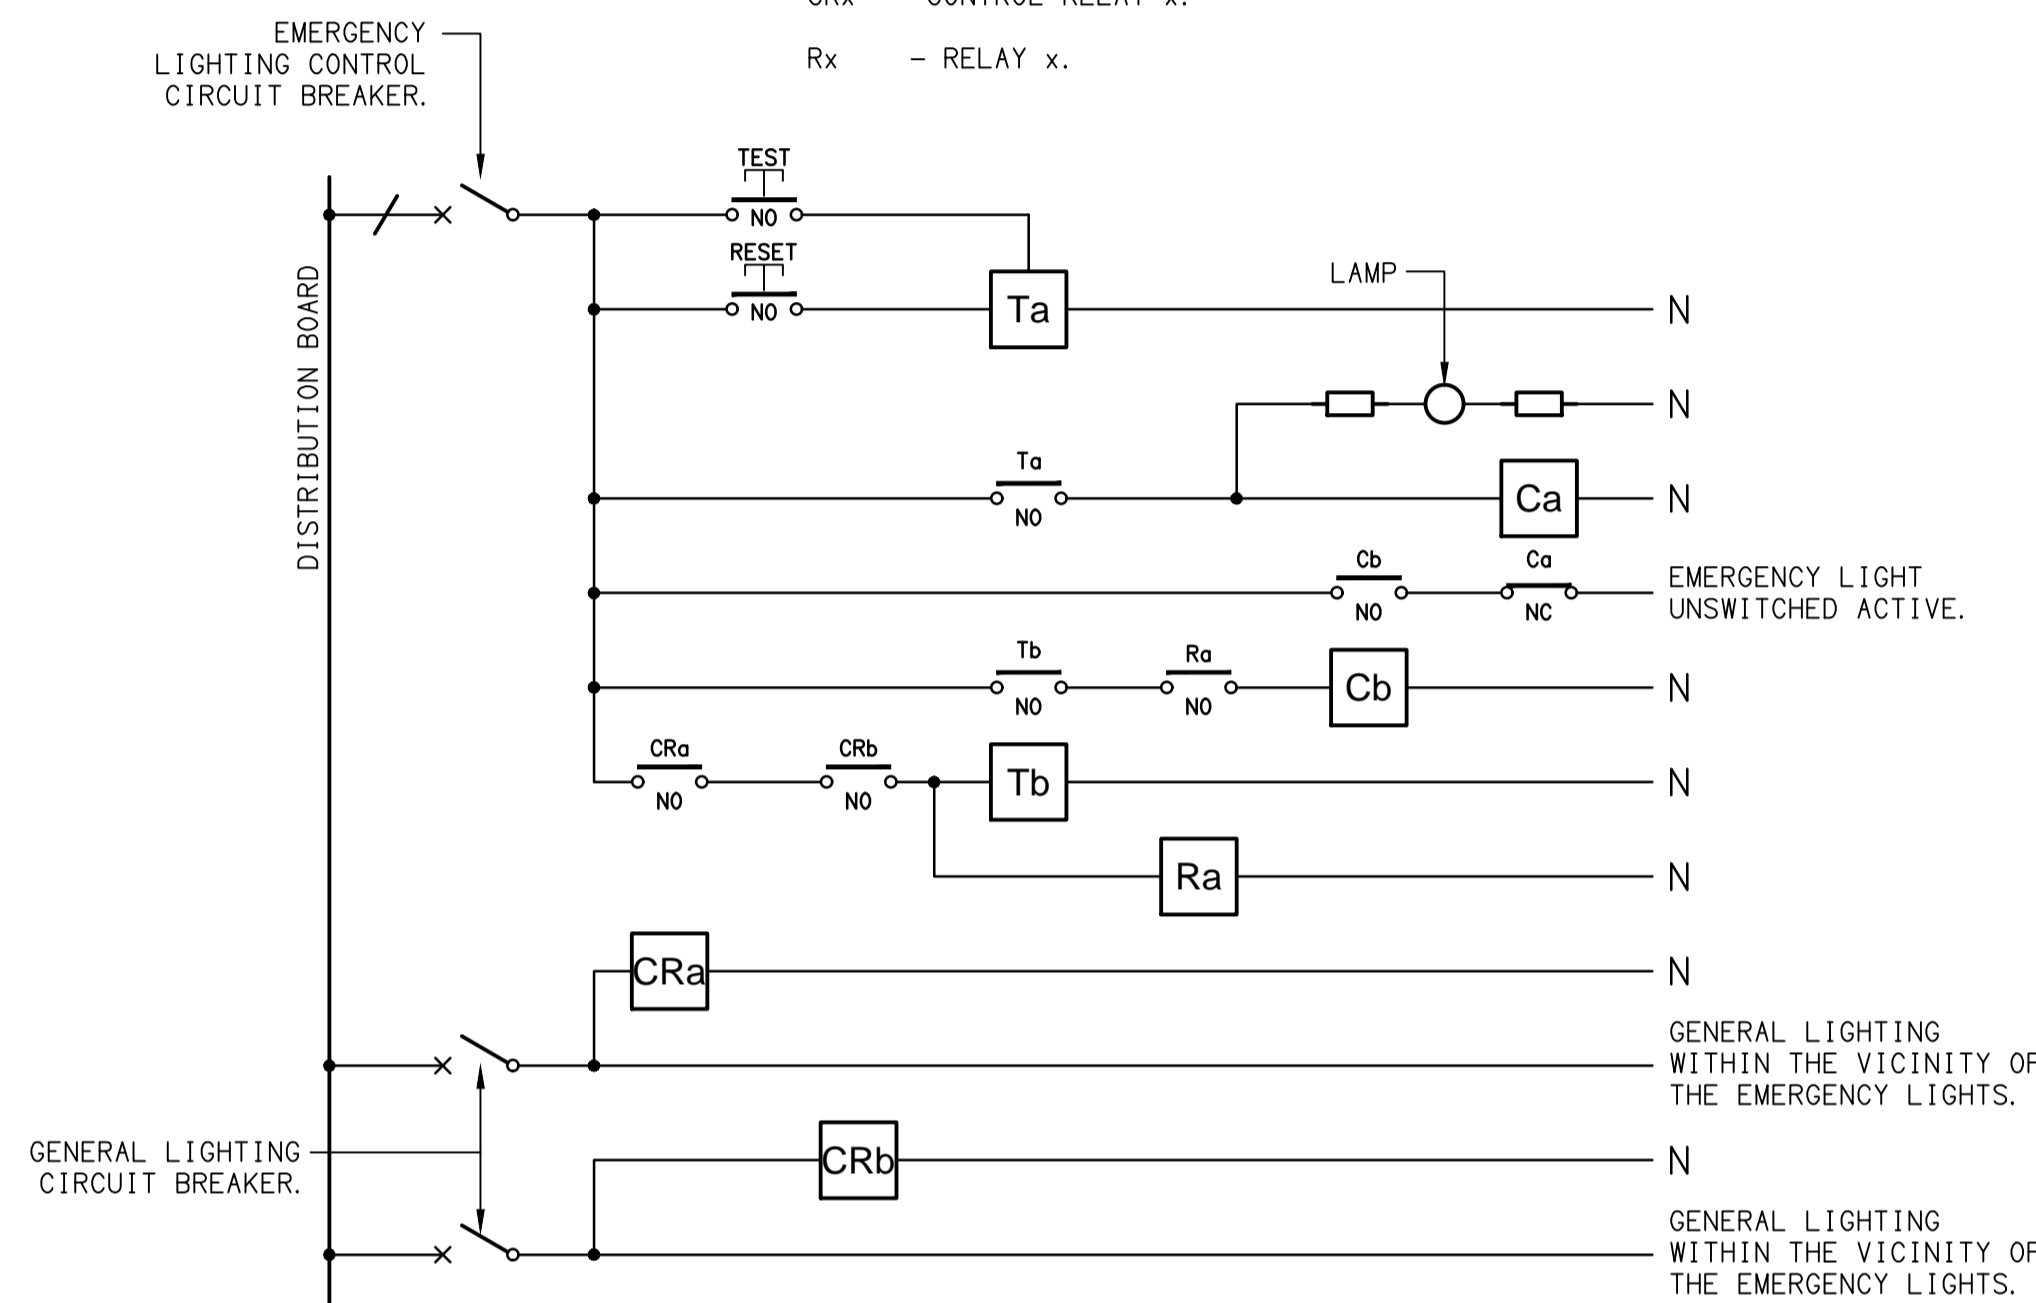 CRx - CONTROL RELAY x.
Rx - RELAY x.
EMERGENCY
LIGHTING CONTROL
CIRCUIT BREAKER.
DISTRIBUTION BOARD
TEST
NO
RESET
NO
Ta
N
LAMP
N
Ta
NO
Ca
N
Cb
NO
Ca
NC
EMERGENCY LIGHT
UNSWITCHED ACTIVE.
Tb
NO
Ra
NO
Cb
N
CRa
NO
CRb
NO
Tb
N
Ra
N
CRa
N
GENERAL LIGHTING
WITHIN THE VICINITY OF
THE EMERGENCY LIGHTS.
GENERAL LIGHTING
CIRCUIT BREAKER.
CRb
N
GENERAL LIGHTING
WITHIN THE VICINITY OF
THE EMERGENCY LIGHTS.